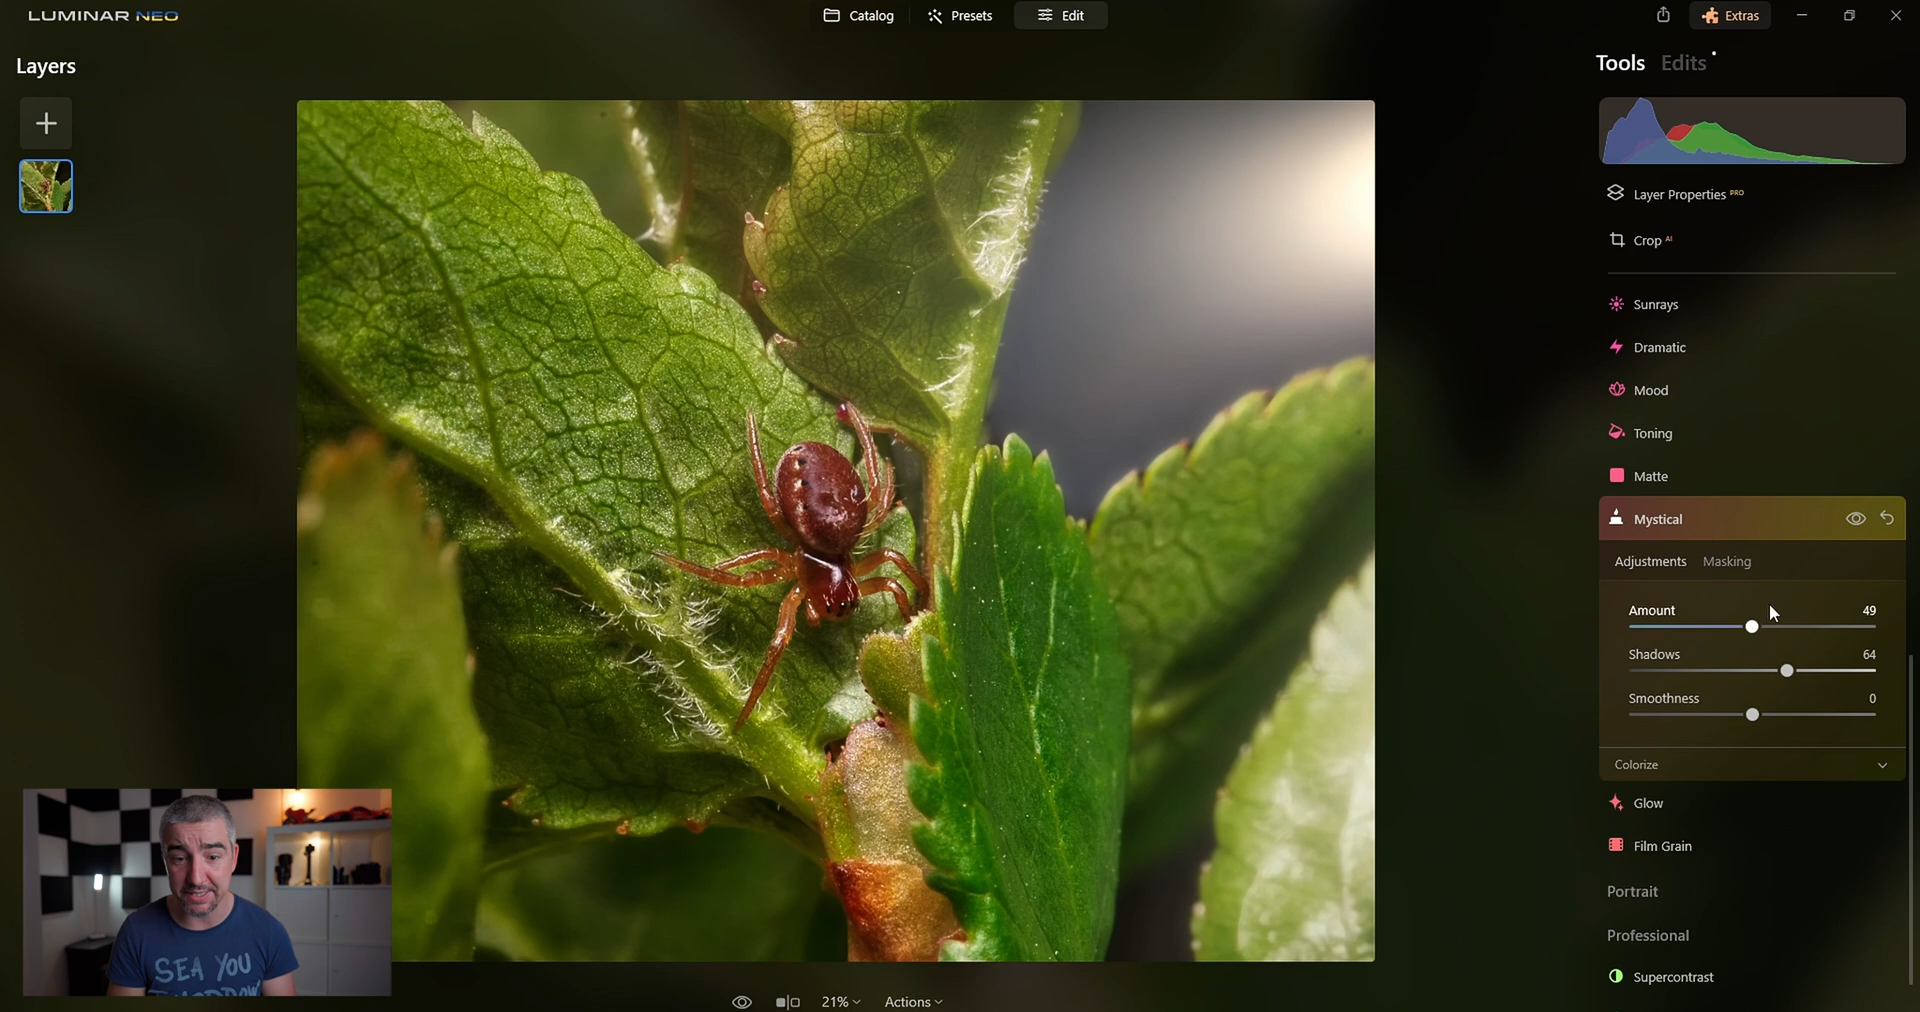 LUMINAR NEO
Catalog
Presets
Edit
Extras
Layers
Tools Edits
Layer Properties PRO
Crop AI
Sunrays
Dramatic
Mood
Toning
Matte
Mystical
Adjustments Masking
Amount 49
Shadows 64
Smoothness 0
Colorize
Glow
Film Grain
Portrait
Professional
Supercontrast
SEA YOU
TOMORROW
21%
Actions